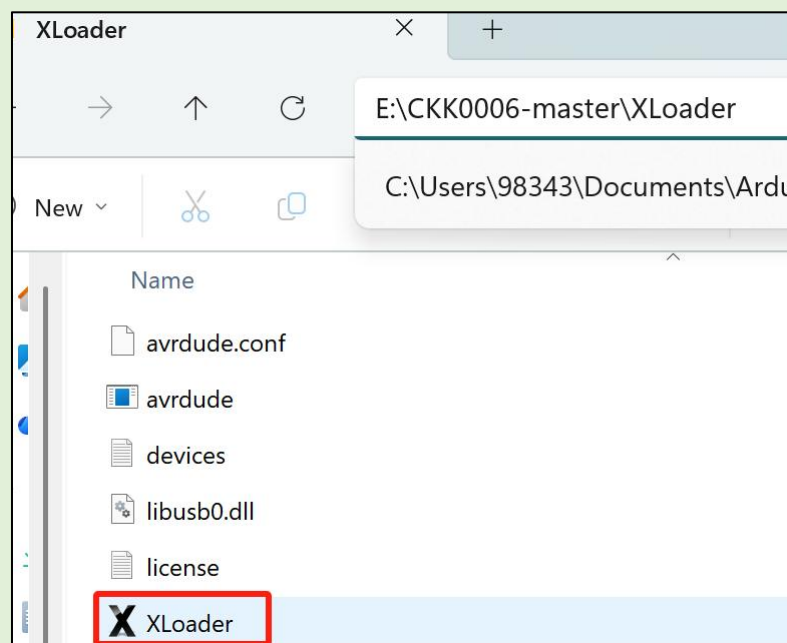 XLoader
E:\CKK0006-master\XLoader
C:\Users\98343\Documents\Ardu
New
Name
avrdude.conf
avrdude
devices
libusb0.dll
license
XLoader